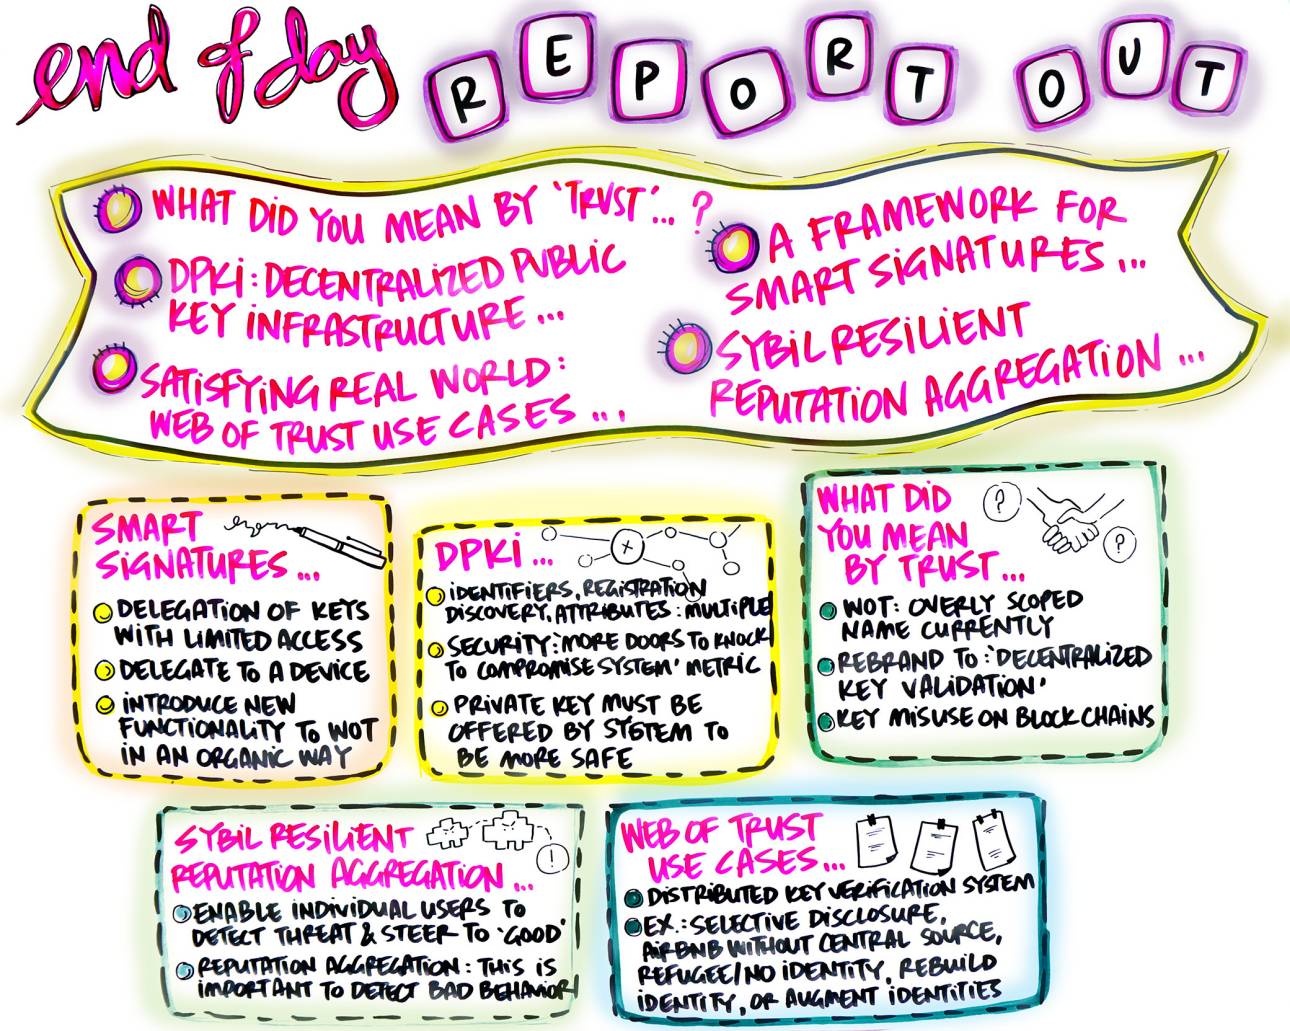 end of day REPORT OUT
WHAT DID YOU MEAN BY 'TRUST'... ?
DPKI: DECENTRALIZED PUBLIC
KEY INFRASTRUCTURE ...
SATISFYING REAL WORLD:
WEB OF TRUST USE CASES ...
A FRAMEWORK FOR
SMART SIGNATURES ...
SYBIL RESILIENT
REPUTATION AGGREGATION ...
SMART
SIGNATURES ...
DELEGATION OF KEYS
WITH LIMITED ACCESS
DELEGATE TO A DEVICE
INTRODUCE NEW
FUNCTIONALITY TO WOT
IN AN ORGANIC WAY
DPKI ...
IDENTIFIERS, REGISTRATION
DISCOVERY, ATTRIBUTES: MULTIPLE
SECURITY: 'MORE DOORS TO KNOCK
TO COMPROMISE SYSTEM' METRIC
PRIVATE KEY MUST BE
OFFERED BY SYSTEM TO
BE MORE SAFE
WHAT DID
YOU MEAN
BY TRUST...
?
?
NOT: OVERLY SCOPED
NAME CURRENTLY
REBRAND TO: 'DECENTRALIZED
KEY VALIDATION'
KEY MISUSE ON BLOCK CHAINS
SYBIL RESILIENT
REPUTATION AGGREGATION ...
!
ENABLE INDIVIDUAL USERS TO
DETECT THREAT & STEER TO 'GOOD'
REPUTATION AGGREGATION: THIS IS
IMPORTANT TO DETECT BAD BEHAVIOR
WEB OF TRUST
USE CASES...
DISTRIBUTED KEY VERIFICATION SYSTEM
EX.: SELECTIVE DISCLOSURE,
AIRBNB WITHOUT CENTRAL SOURCE,
REFUGEE/NO IDENTITY, REBUILD
IDENTITY, OR AUGMENT IDENTITIES